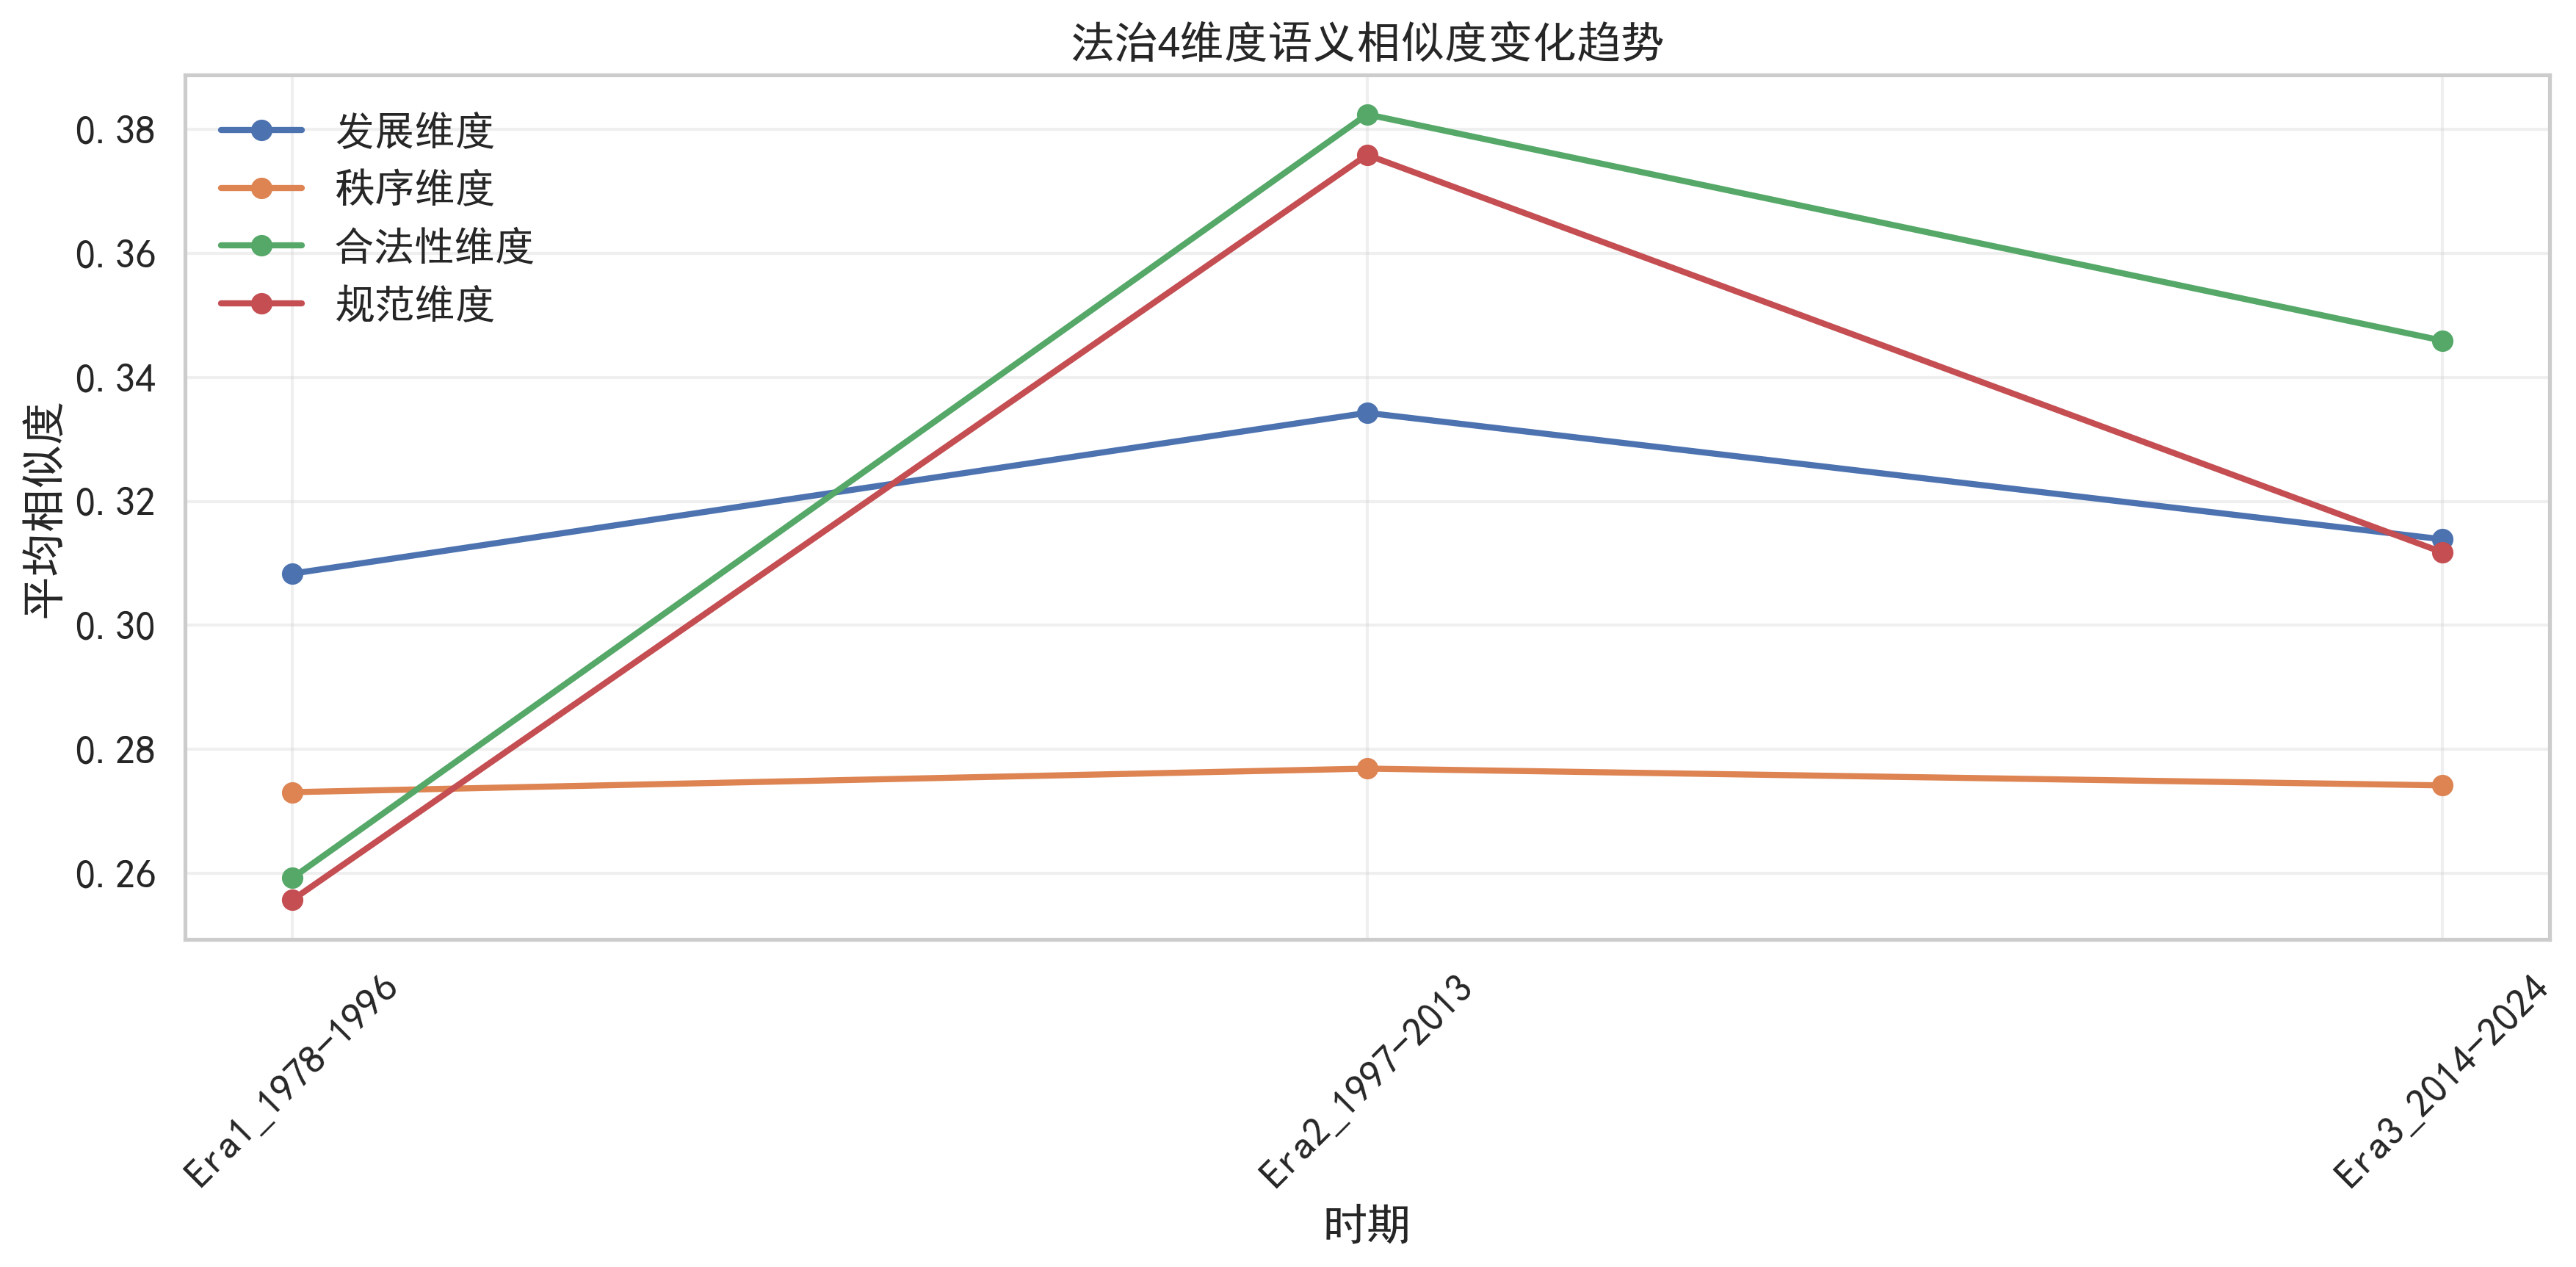 法治4维度语义相似度变化趋势
发展维度
秩序维度
合法性维度
规范维度
平均相似度
0.38
0.36
0.34
0.32
0.30
0.28
0.26
Era1_1978-1996
Era2_1997-2013
Era3_2014-2024
时期